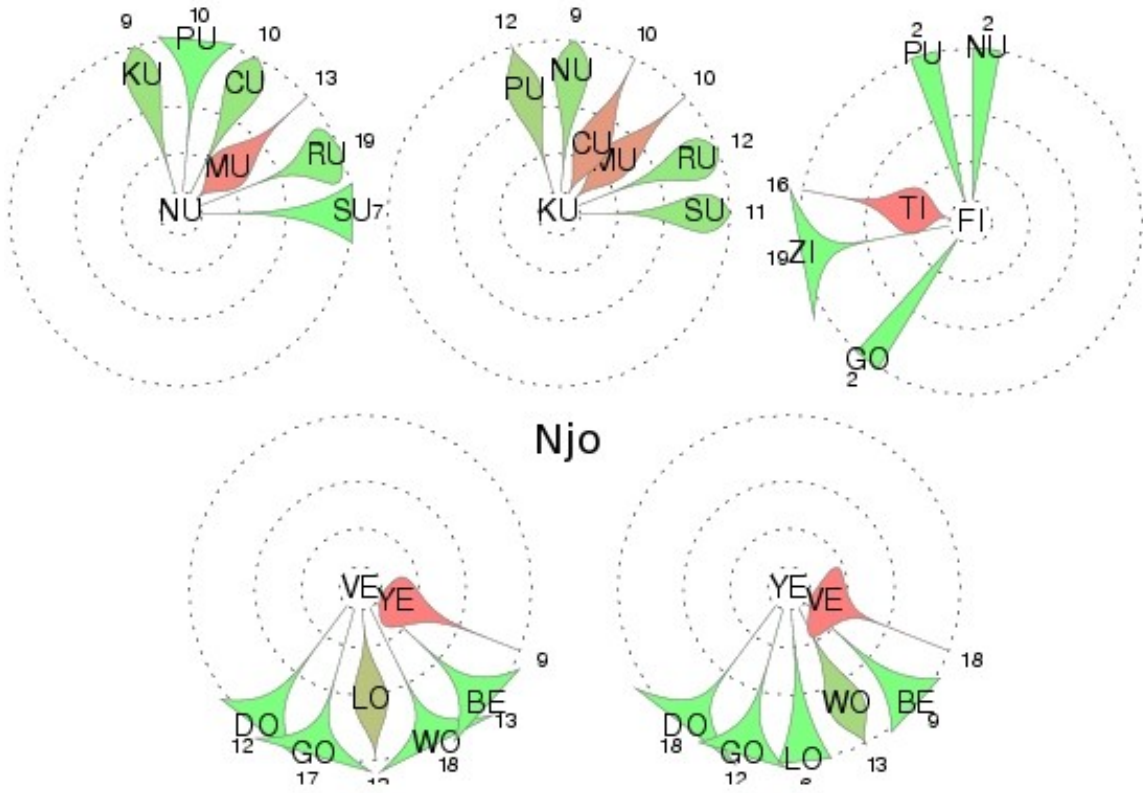 9 PU 10 KU 10 CU 13 MU RU 19 NU SU 7
12 9 10 PU NU 10 CU MU RU 12 KU SU 11
2 PU 2 NU 16 TI FI 19 ZI GO 2
Njo
VE YE 9 LO BE 13 DO 12 GO 17 WO 18
YE VE 18 WO BE 9 DO 18 GO 12 LO 13